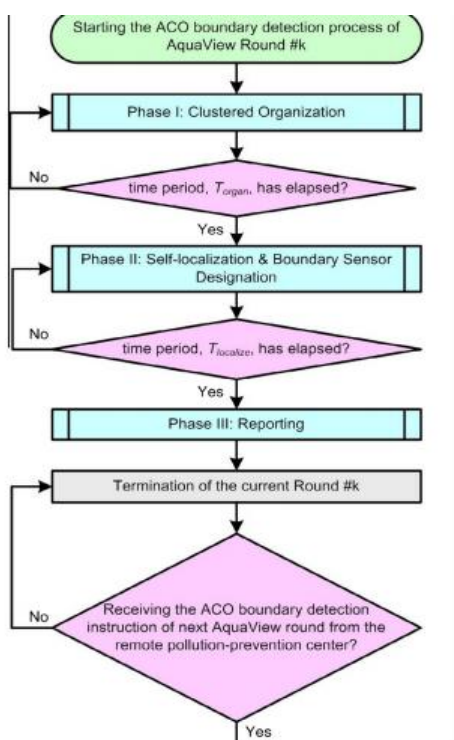 Starting the ACO boundary detection process of
AquaView Round #k
Phase I: Clustered Organization
No
time period, Torgan, has elapsed?
Yes
Phase II: Self-localization & Boundary Sensor
Designation
No
time period, Tlocalize, has elapsed?
Yes
Phase III: Reporting
Termination of the current Round #k
Receiving the ACO boundary detection
instruction of next AquaView round from the
remote pollution-prevention center?
No
Yes